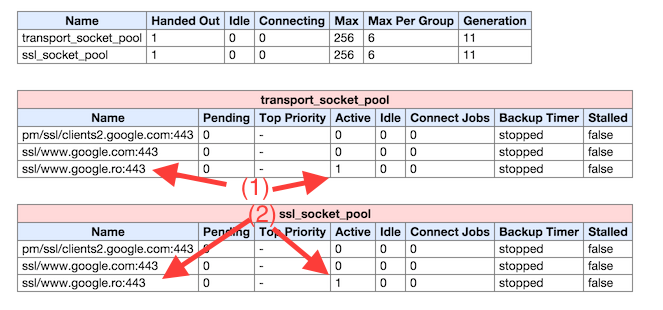 Name Handed Out Idle Connecting Max Max Per Group Generation
transport_socket_pool 1 0 0 256 6 11
ssl_socket_pool 1 0 0 256 6 11
transport_socket_pool
Name Pending Top Priority Active Idle Connect Jobs Backup Timer Stalled
pm/ssl/clients2.google.com:443 0 - 0 0 0 stopped false
ssl/www.google.com:443 0 - 0 0 0 stopped false
ssl/www.google.ro:443 0 - 1 0 0 stopped false
(1)
(2)
ssl_socket_pool
Name Pending Top Priority Active Idle Connect Jobs Backup Timer Stalled
pm/ssl/clients2.google.com:443 0 - 0 0 0 stopped false
ssl/www.google.com:443 0 - 0 0 0 stopped false
ssl/www.google.ro:443 0 - 1 0 0 stopped false